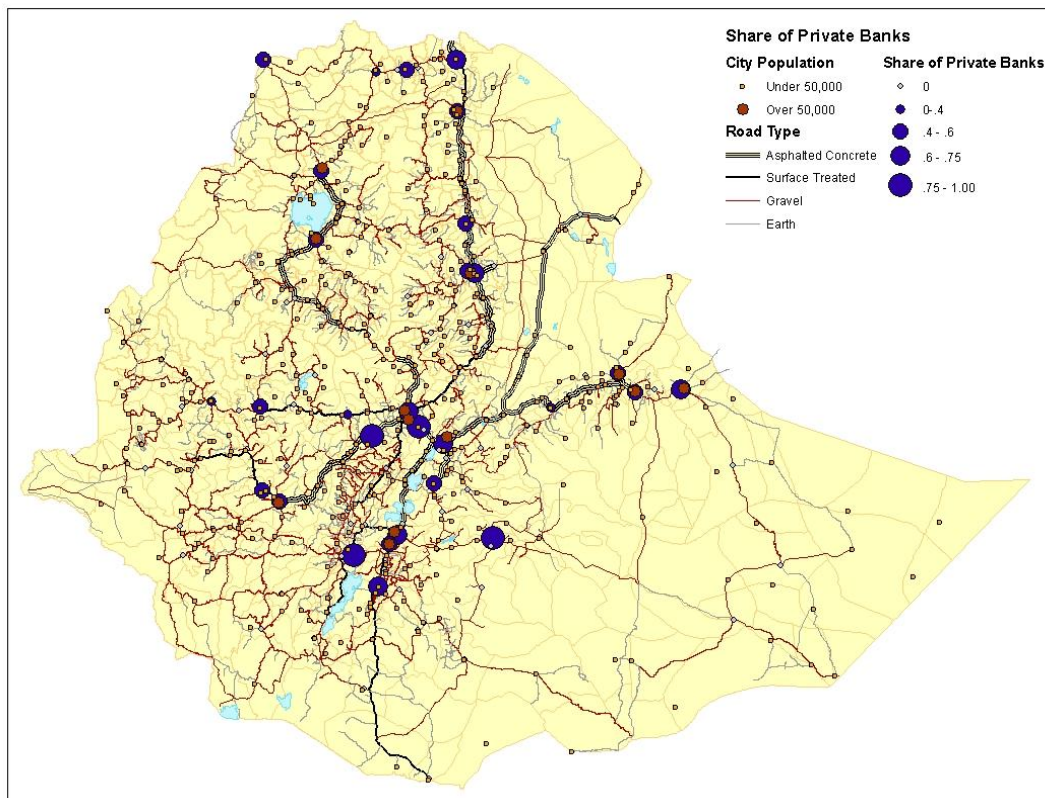 Share of Private Banks
City Population
Under 50,000
Over 50,000
Road Type
Asphalted Concrete
Surface Treated
Gravel
Earth
Share of Private Banks
0
0-.4
.4 - .6
.6 - .75
.75 - 1.00